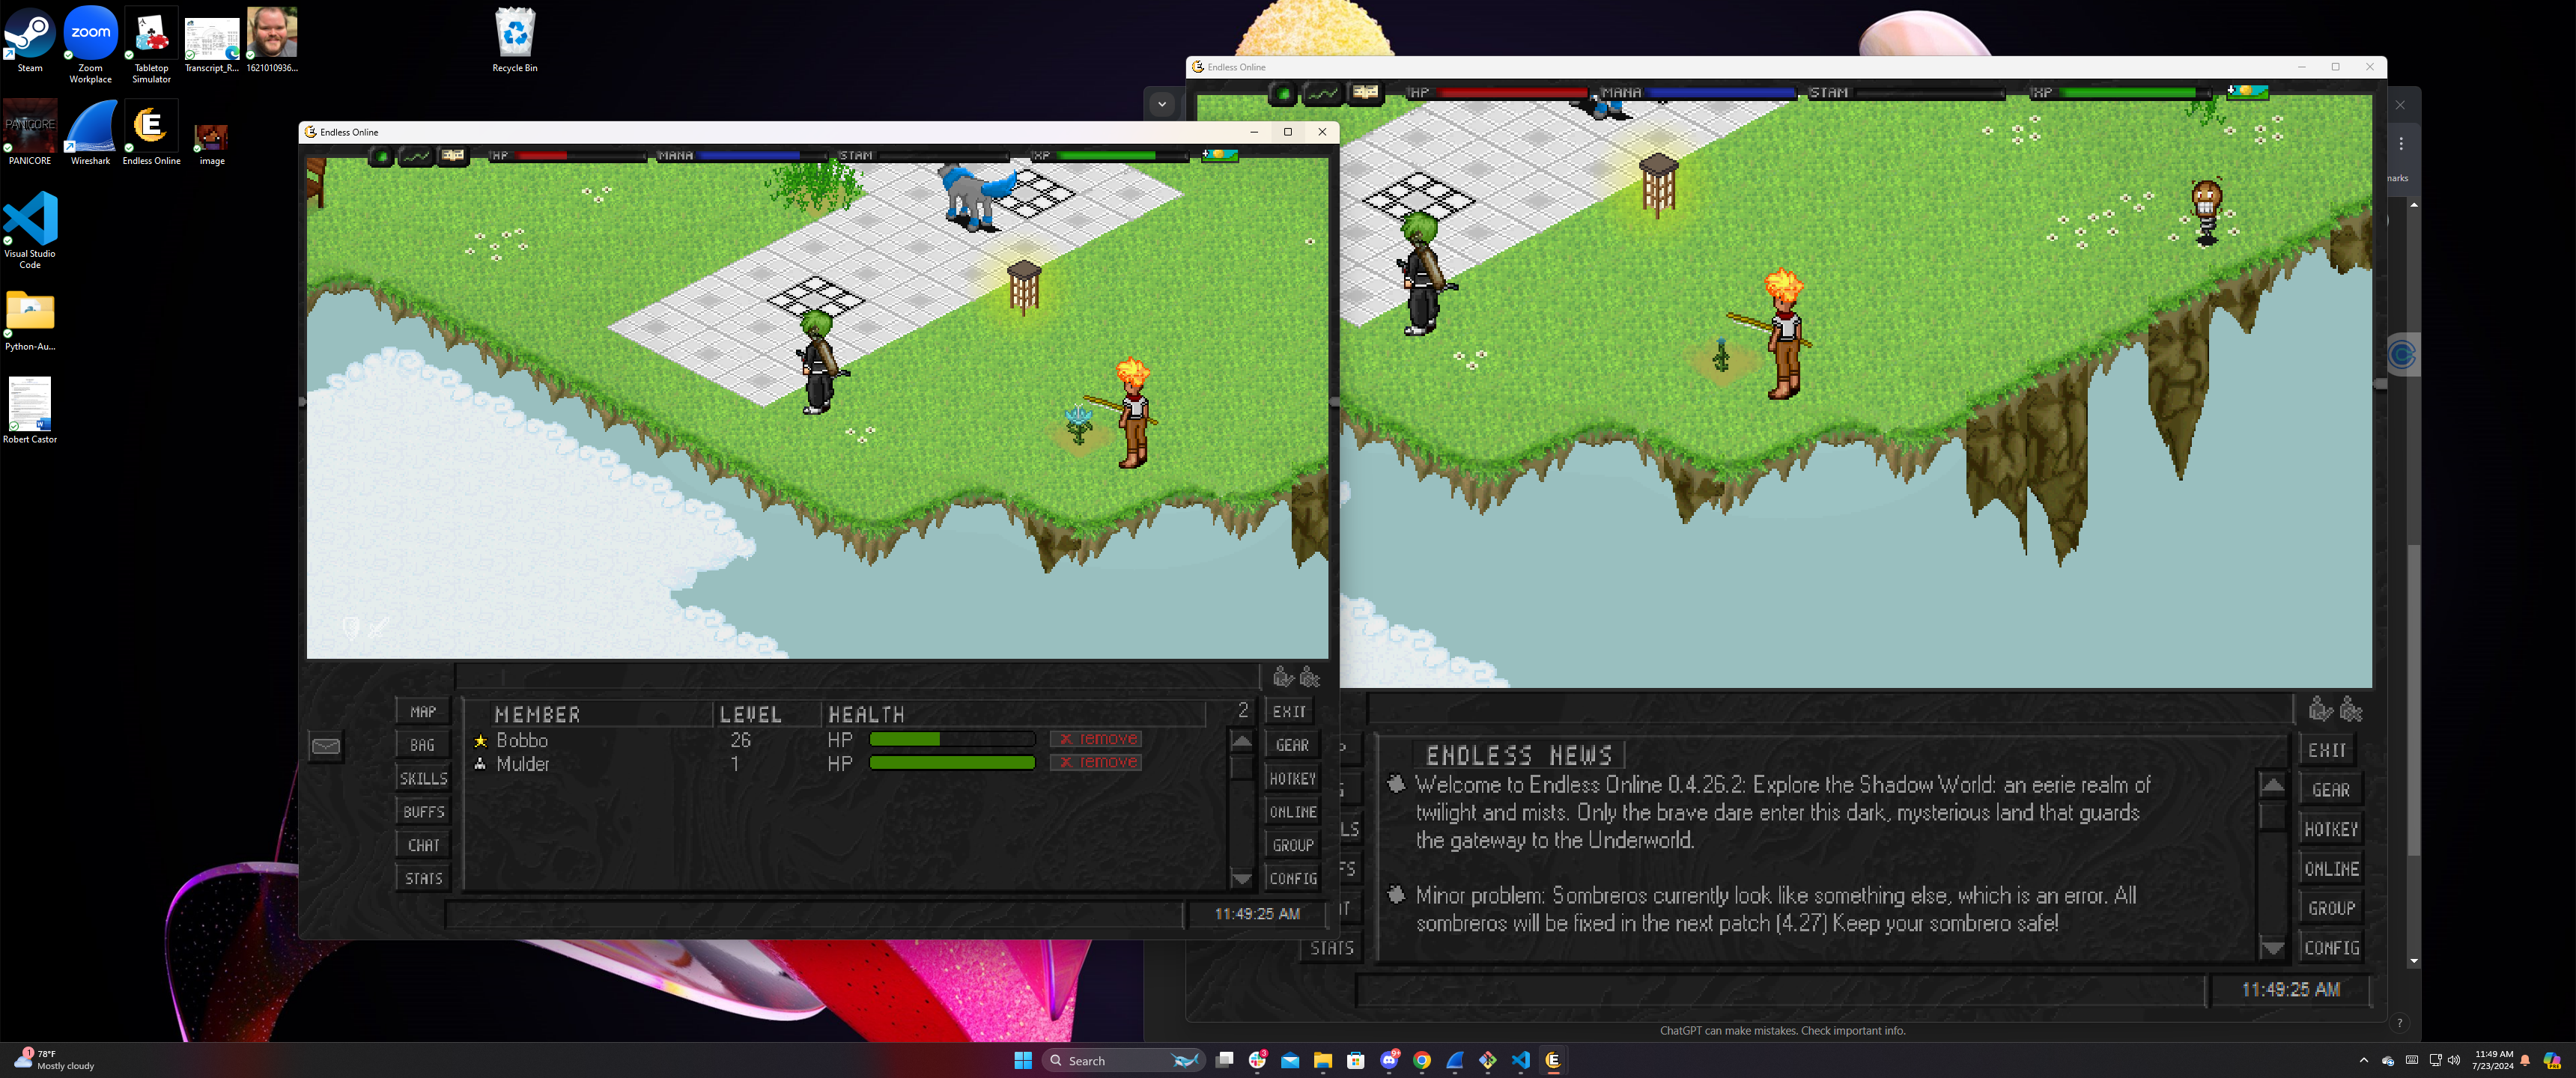 Steam
Zoom
Workplace
Tabletop
Simulator
Transcript_R...
1621010936...
Recycle Bin
zoom
PANICORE
PANICORE
Wireshark
Endless Online
image
Visual Studio
Code
Python-Au...
Robert Castor
Endless Online
HP
MANA
STAM
XP
MAP
BAG
SKILLS
BUFFS
CHAT
STATS
MEMBER LEVEL HEALTH 2
Bobbo 26 HP x remove
Mulder 1 HP x remove
EXIT
GEAR
HOTKEY
ONLINE
GROUP
CONFIG
11:49:25 AM
Endless Online
HP
MANA
STAM
XP
marks
ENDLESS NEWS
Welcome to Endless Online 0.4.26.2: Explore the Shadow World: an eerie realm of
twilight and mists. Only the brave dare enter this dark, mysterious land that guards
the gateway to the Underworld.
Minor problem: Sombreros currently look like something else, which is an error. All
sombreros will be fixed in the next patch (4.27) Keep your sombrero safe!
LS
FS
STATS
EXIT
GEAR
HOTKEY
ONLINE
GROUP
CONFIG
11:49:25 AM
ChatGPT can make mistakes. Check important info.
?
1
78°F
Mostly cloudy
Search
3
9+
11:49 AM
7/23/2024